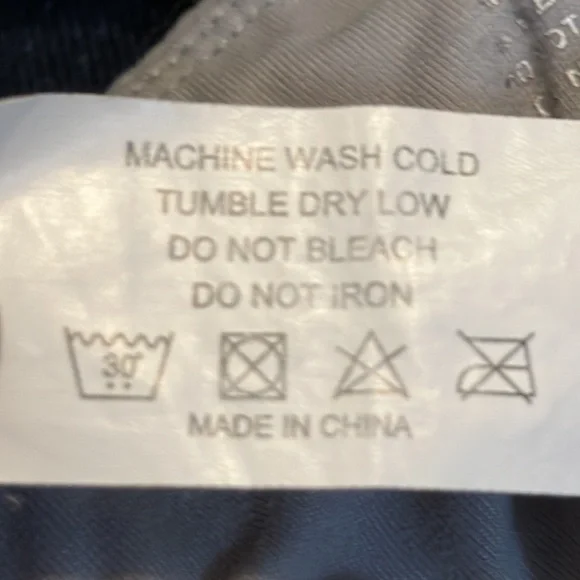 MACHINE WASH COLD
TUMBLE DRY LOW
DO NOT BLEACH
DO NOT IRON
30°
MADE IN CHINA